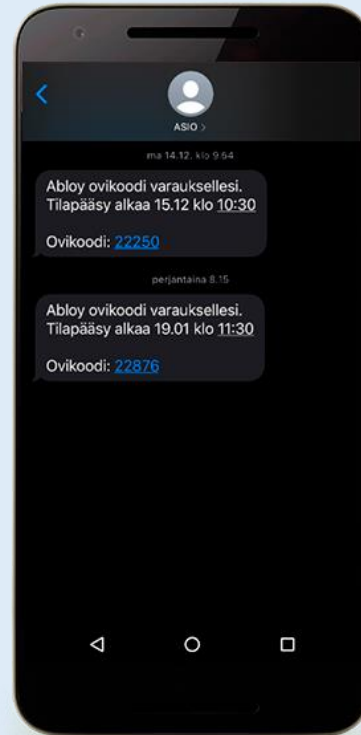 ASIO >
ma 14.12. klo 9.54
Abloy ovikoodi varauksellesi.
Tilapääsy alkaa 15.12 klo 10:30
Ovikoodi: 22250
perjantaina 8.15
Abloy ovikoodi varauksellesi.
Tilapääsy alkaa 19.01 klo 11:30
Ovikoodi: 22876